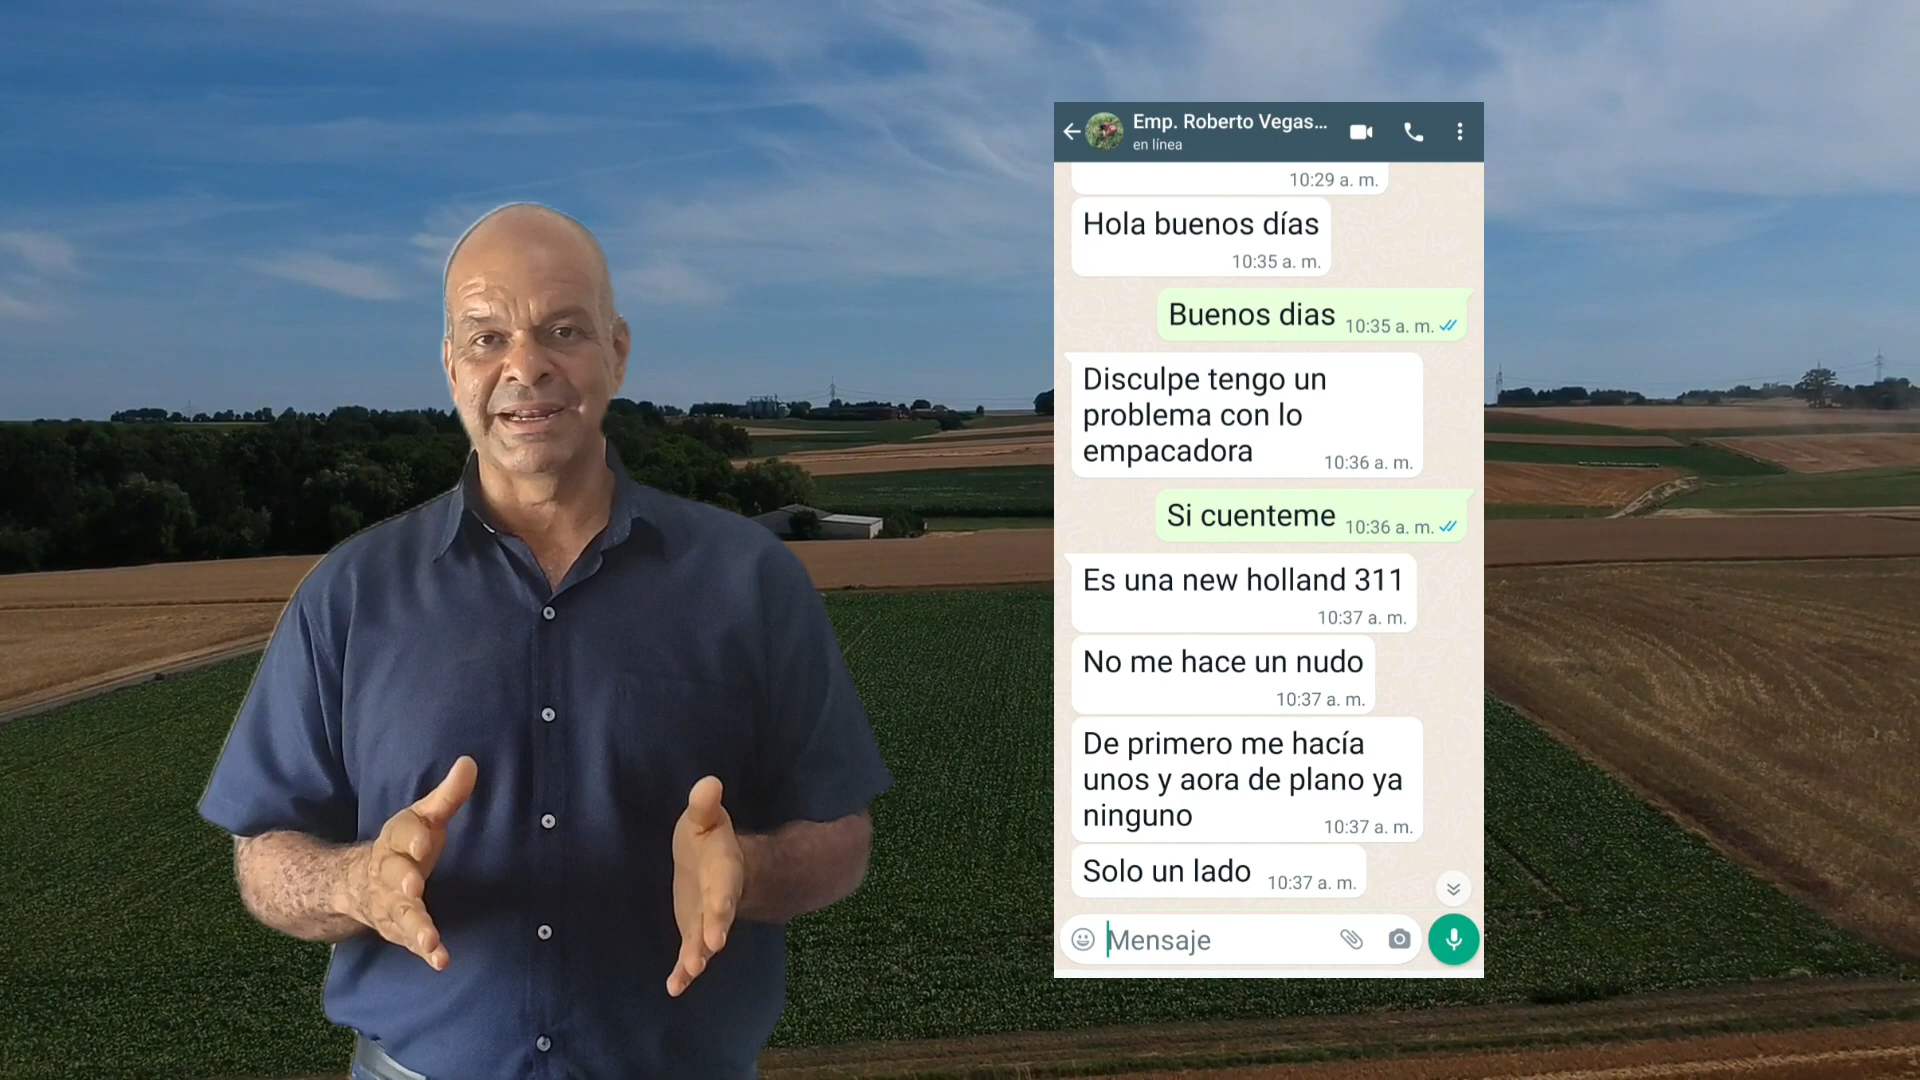 Emp. Roberto Vegas...
en línea
10:29 a. m.
Hola buenos días
10:35 a. m.
Buenos dias 10:35 a. m.
Disculpe tengo un
problema con lo
empacadora 10:36 a. m.
Si cuenteme 10:36 a. m.
Es una new holland 311
10:37 a. m.
No me hace un nudo
10:37 a. m.
De primero me hacía
unos y aora de plano ya
ninguno 10:37 a. m.
Solo un lado 10:37 a. m.
Mensaje